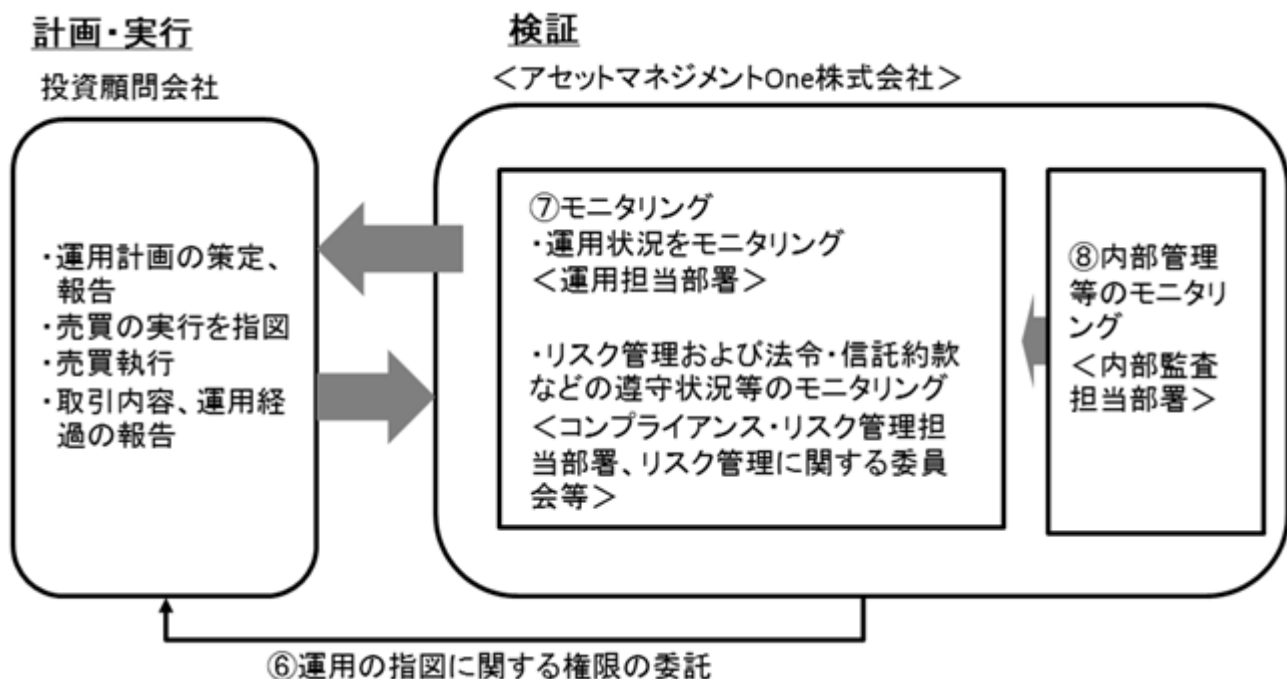 計画・実行
投資顧問会社
・運用計画の策定、
報告
・売買の実行を指図
・売買執行
・取引内容、運用経
過の報告
検証
＜アセットマネジメントOne株式会社＞
⑦モニタリング
・運用状況をモニタリング
＜運用担当部署＞
・リスク管理および法令・信託約款
などの遵守状況等のモニタリング
＜コンプライアンス・リスク管理担
当部署、リスク管理に関する委員
会等＞
⑧内部管理
等のモニタリ
ング
＜内部監査
担当部署＞
⑥運用の指図に関する権限の委託